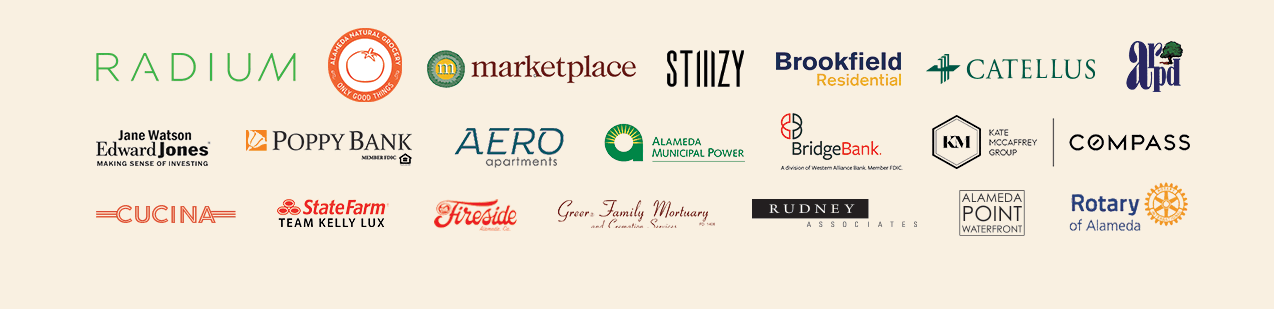 RADIUM
ALAMEDA NATURAL GROCERY
ONLY GOOD THINGS
m
marketplace
STIIIZY
Brookfield
Residential
CATELLUS
arpd
Jane Watson
Edward Jones
MAKING SENSE OF INVESTING
POPPY BANK
MEMBER FDIC
AERO
apartments
ALAMEDA
MUNICIPAL POWER
BridgeBank.
A division of Western Alliance Bank. Member FDIC.
KM
KATE
MCCAFFREY
GROUP
COMPASS
CUCINA
StateFarm
TEAM KELLY LUX
Fireside
Greer Family Mortuary
and Cremation Services
RUDNEY
ASSOCIATES
ALAMEDA
POINT
WATERFRONT
Rotary
of Alameda